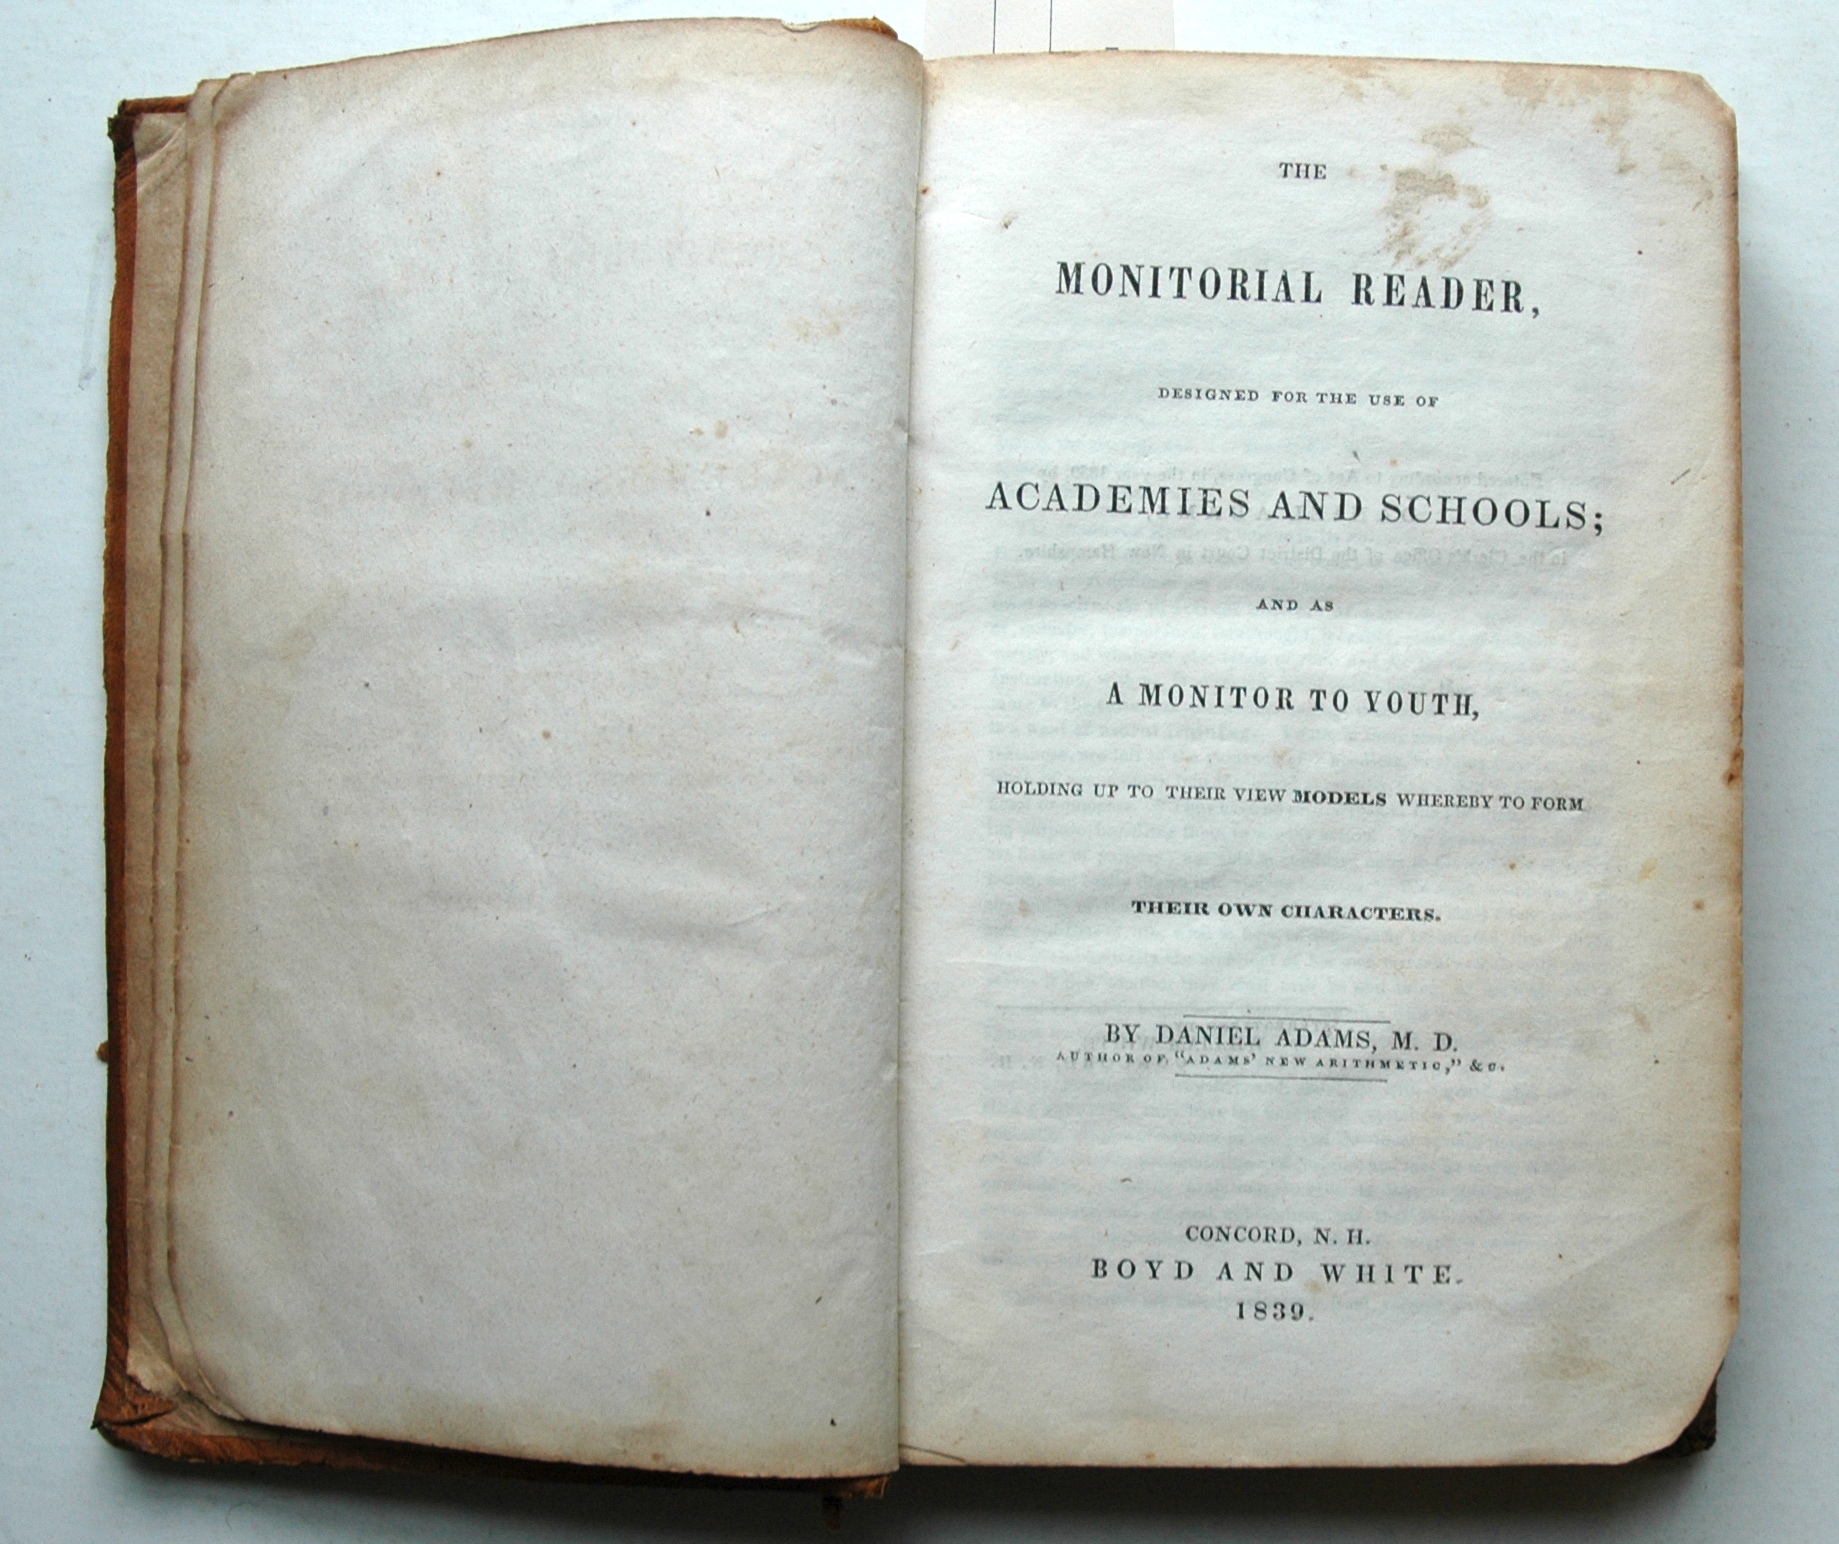 THE
MONITORIAL READER,
DESIGNED FOR THE USE OF
ACADEMIES AND SCHOOLS;
AND AS
A MONITOR TO YOUTH,
HOLDING UP TO THEIR VIEW MODELS WHEREBY TO FORM
THEIR OWN CHARACTERS.
BY DANIEL ADAMS, M. D.
AUTHOR OF "ADAMS' NEW ARITHMETIC," &C.
CONCORD, N. H.
BOYD AND WHITE.
1839.